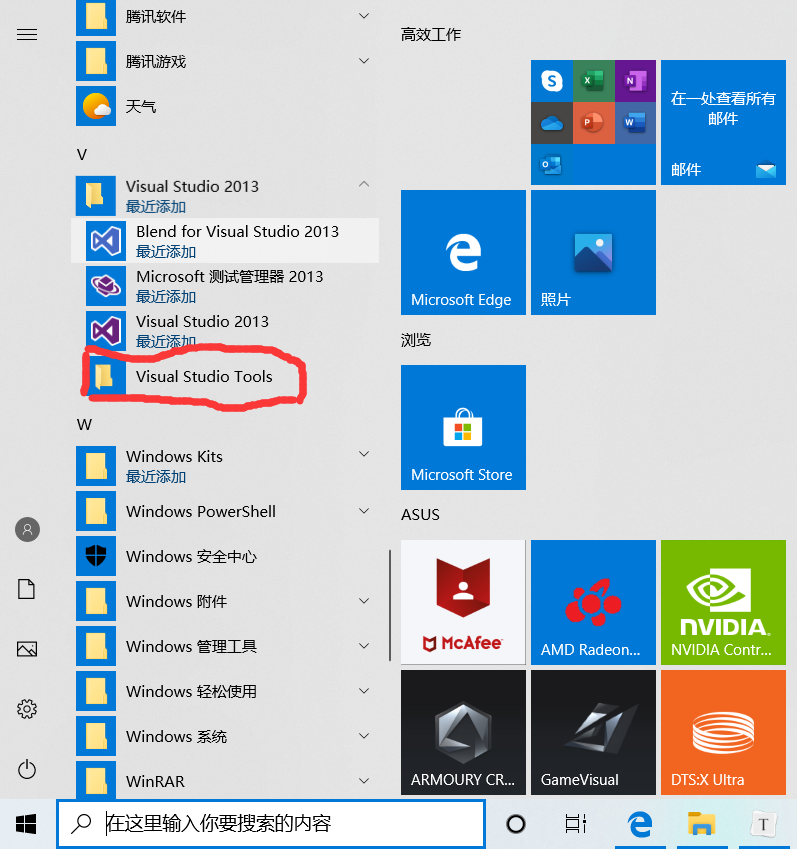 腾讯软件
腾讯游戏
天气
V
Visual Studio 2013
最近添加
Blend for Visual Studio 2013
最近添加
Microsoft 测试管理器 2013
最近添加
Visual Studio 2013
最近添加
Visual Studio Tools
W
Windows Kits
最近添加
Windows PowerShell
Windows 安全中心
Windows 附件
Windows 管理工具
Windows 轻松使用
Windows 系统
WinRAR
高效工作
S
X
N
P
W
O
在一处查看所有
邮件
邮件
Microsoft Edge
照片
浏览
Microsoft Store
ASUS
McAfee
AMD Radeon...
NVIDIA
NVIDIA Contr...
ARMOURY CR...
GameVisual
DTS:X Ultra
在这里输入你要搜索的内容
T